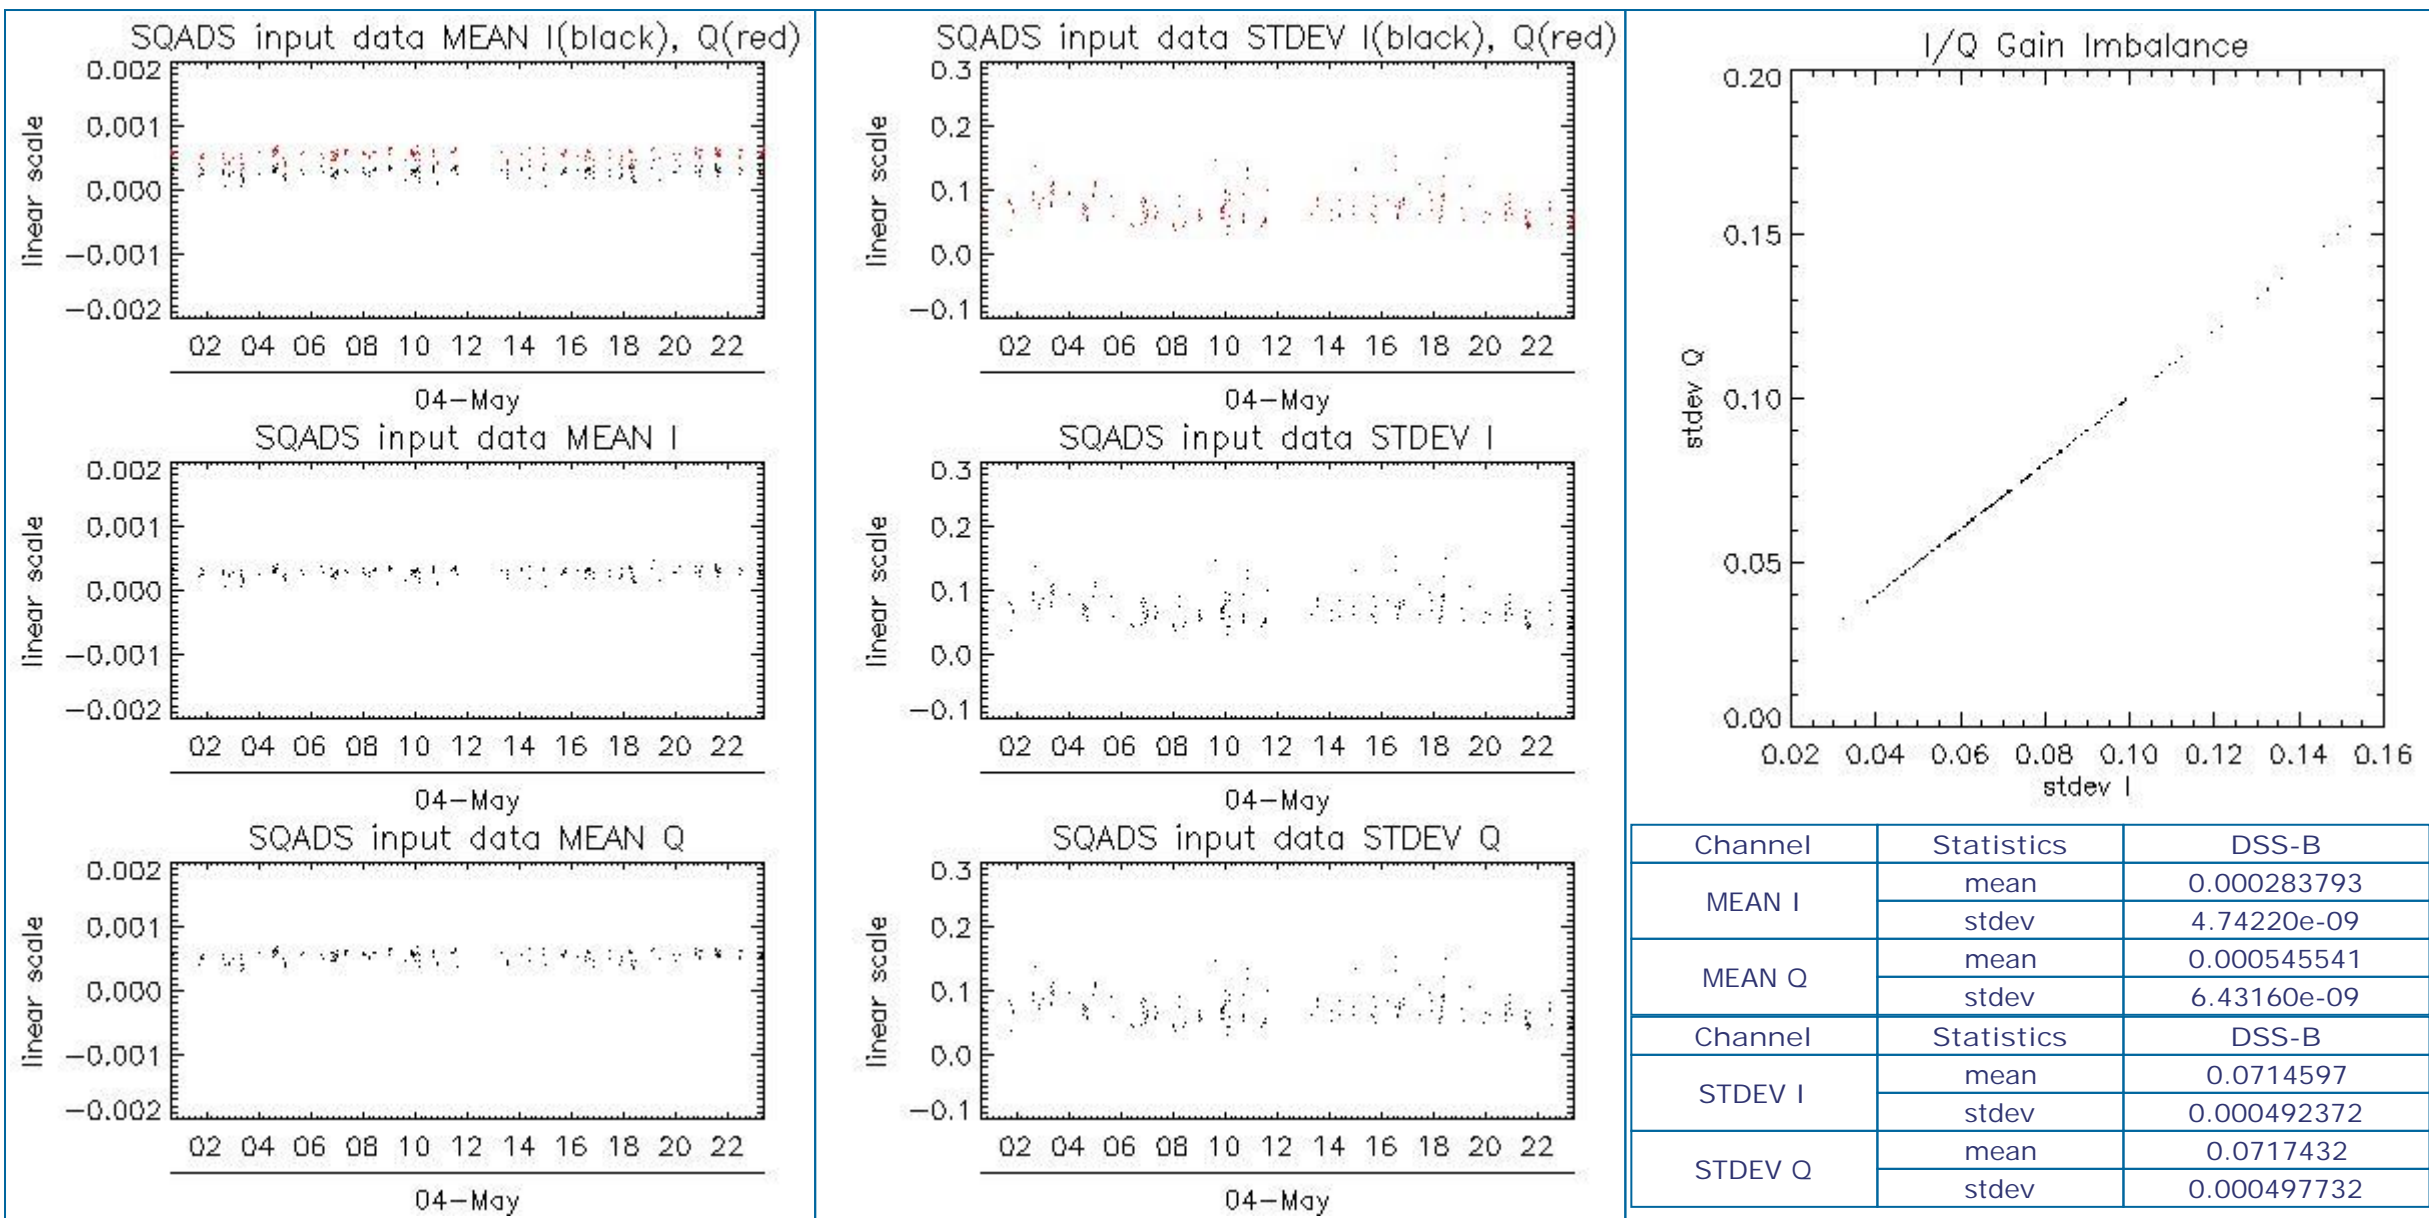 SQADS input data MEAN I(black), Q(red)
0.002
0.001
0.000
−0.001
−0.002
linear scale
02 04 06 08 10 12 14 16 18 20 22
04−May
SQADS input data MEAN I
0.002
0.001
0.000
−0.001
−0.002
linear scale
02 04 06 08 10 12 14 16 18 20 22
04−May
SQADS input data MEAN Q
0.002
0.001
0.000
−0.001
−0.002
linear scale
02 04 06 08 10 12 14 16 18 20 22
04−May
SQADS input data STDEV I(black), Q(red)
0.3
0.2
0.1
0.0
−0.1
linear scale
02 04 06 08 10 12 14 16 18 20 22
04−May
SQADS input data STDEV I
0.3
0.2
0.1
0.0
−0.1
linear scale
02 04 06 08 10 12 14 16 18 20 22
04−May
SQADS input data STDEV Q
0.3
0.2
0.1
0.0
−0.1
linear scale
02 04 06 08 10 12 14 16 18 20 22
04−May
I/Q Gain Imbalance
0.20
0.15
0.10
0.05
0.00
stdev Q
0.02 0.04 0.06 0.08 0.10 0.12 0.14 0.16
stdev I
Channel Statistics DSS-B
MEAN I mean 0.000283793
stdev 4.74220e-09
MEAN Q mean 0.000545541
stdev 6.43160e-09
Channel Statistics DSS-B
STDEV I mean 0.0714597
stdev 0.000492372
STDEV Q mean 0.0717432
stdev 0.000497732